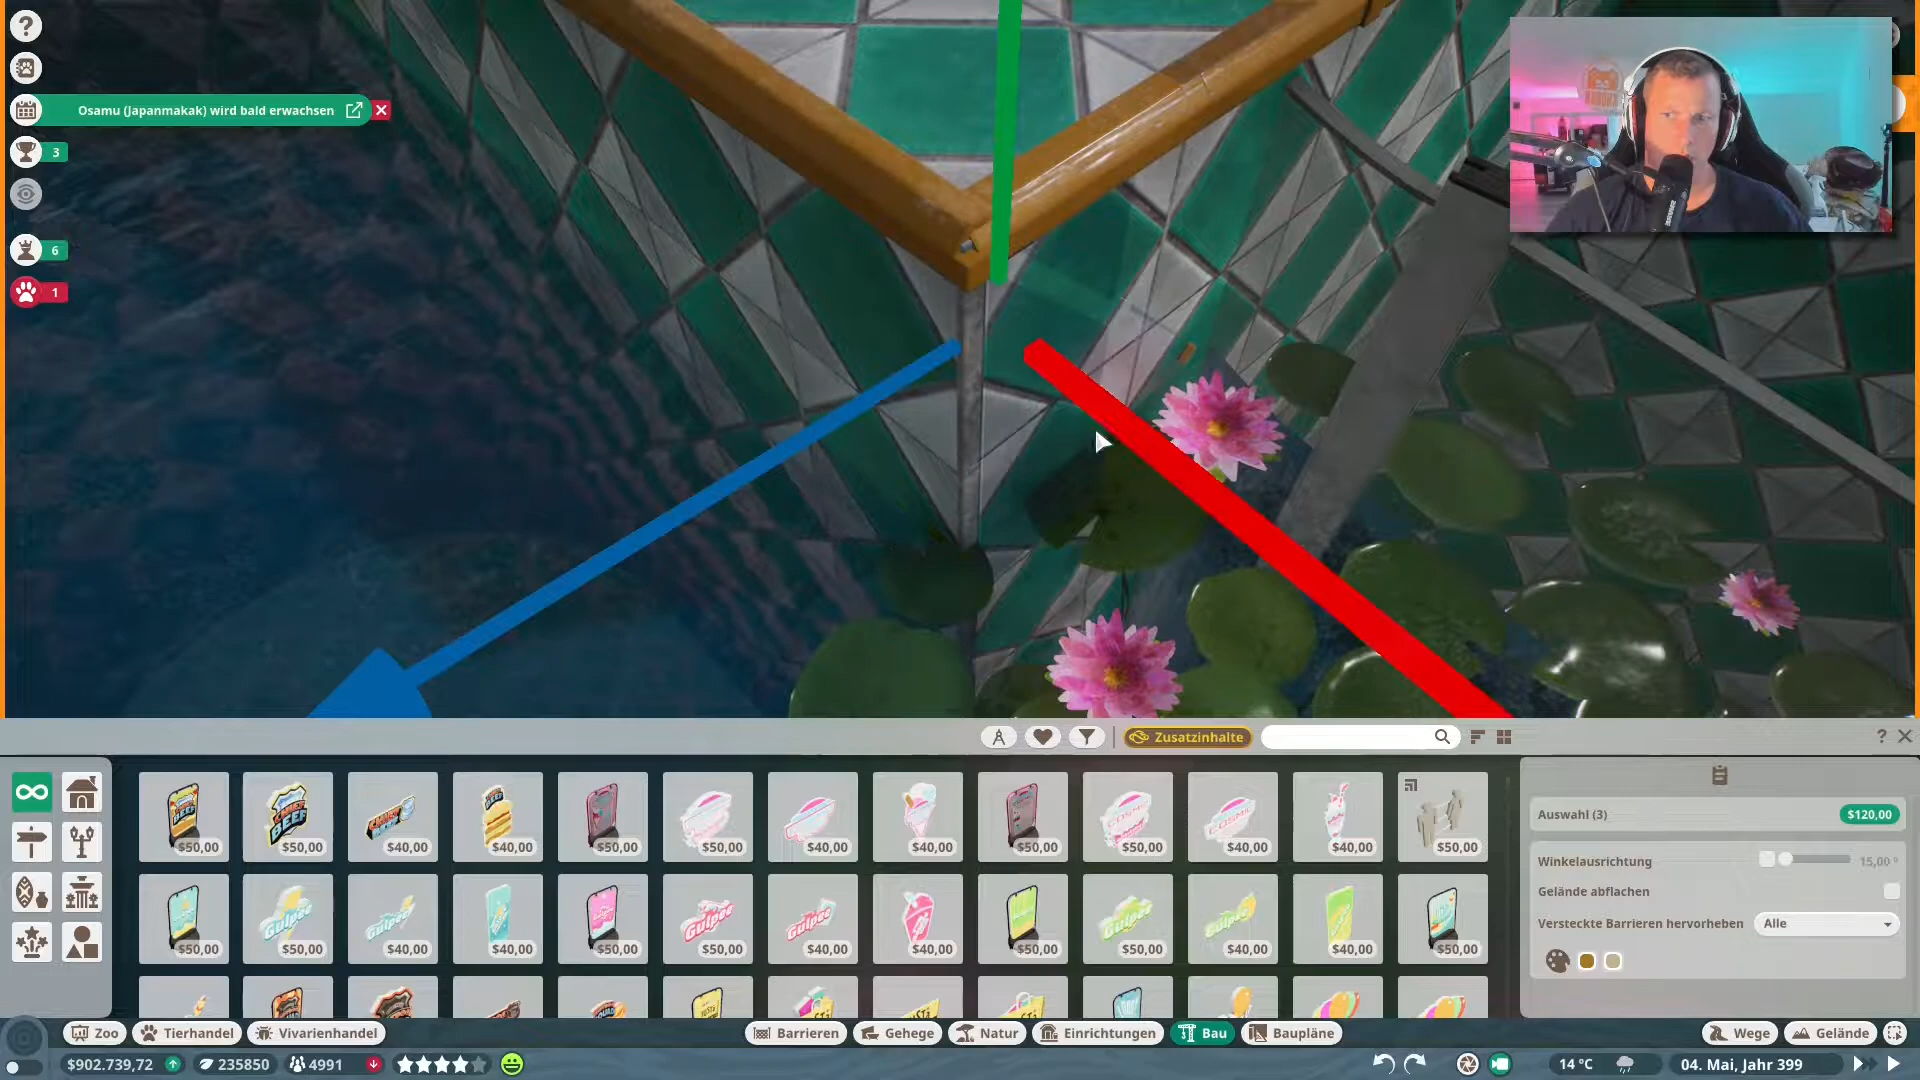 ?
Osamu (Japanmakak) wird bald erwachsen
3
6
1
Zusatzinhalte
?
$50,00 $50,00 $40,00 $40,00 $50,00 $50,00 $40,00 $40,00 $50,00 $50,00 $40,00 $40,00 $50,00
$50,00 $50,00 $40,00 $40,00 $50,00 $50,00 $40,00 $40,00 $50,00 $50,00 $40,00 $40,00 $50,00
Auswahl (3) $120,00
Winkelausrichtung 15,00 °
Gelände abflachen
Versteckte Barrieren hervorheben Alle
Zoo Tierhandel Vivarienhandel Barrieren Gehege Natur Einrichtungen Bau Baupläne Wege Gelände
$902.739,72 235850 4991 14 °C 04. Mai, Jahr 399